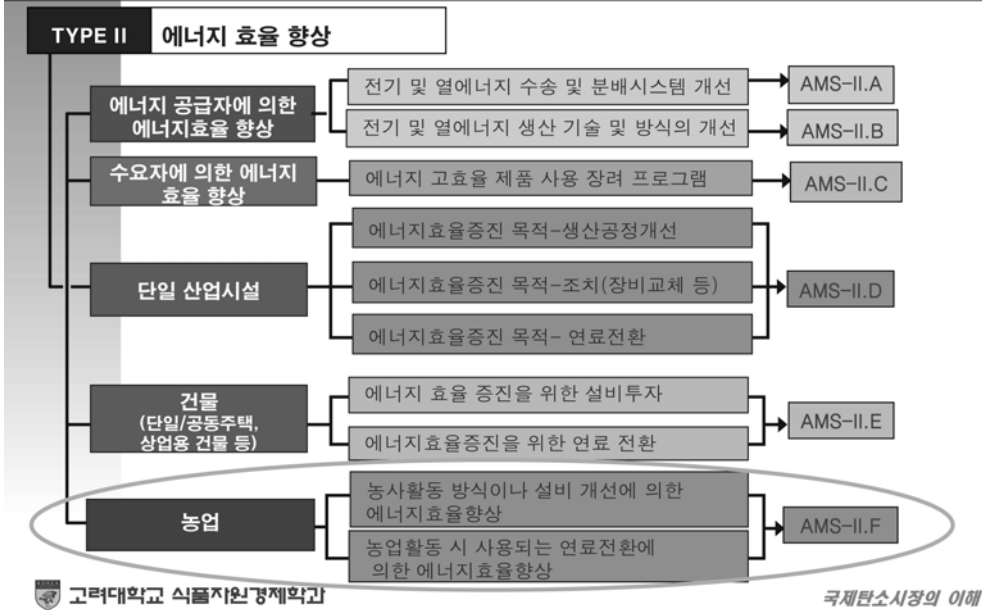 TYPE II 에너지 효율 향상
에너지 공급자에 의한
에너지효율 향상
전기 및 열에너지 수송 및 분배시스템 개선
AMS-II.A
전기 및 열에너지 생산 기술 및 방식의 개선
AMS-II.B
수요자에 의한 에너지
효율 향상
에너지 고효율 제품 사용 장려 프로그램
AMS-II.C
단일 산업시설
에너지효율증진 목적-생산공정개선
에너지효율증진 목적-조치(장비교체 등)
에너지효율증진 목적- 연료전환
AMS-II.D
건물
(단일/공동주택,
상업용 건물 등)
에너지 효율 증진을 위한 설비투자
에너지효율증진을 위한 연료 전환
AMS-II.E
농업
농사활동 방식이나 설비 개선에 의한
에너지효율향상
농업활동 시 사용되는 연료전환에
의한 에너지효율향상
AMS-II.F
고려대학교 식품자원경제학과
국제탄소시장의 이해